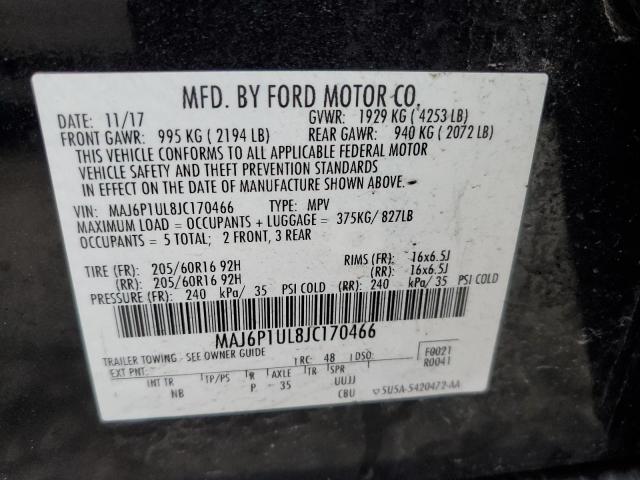 MFD. BY FORD MOTOR CO.
DATE: 11/17 GVWR: 1929 KG ( 4253 LB)
FRONT GAWR: 995 KG ( 2194 LB) REAR GAWR: 940 KG ( 2072 LB)
THIS VEHICLE CONFORMS TO ALL APPLICABLE FEDERAL MOTOR
VEHICLE SAFETY AND THEFT PREVENTION STANDARDS
IN EFFECT ON THE DATE OF MANUFACTURE SHOWN ABOVE.
VIN: MAJ6P1UL8JC170466 TYPE: MPV
MAXIMUM LOAD = OCCUPANTS + LUGGAGE = 375KG/ 827LB
OCCUPANTS = 5 TOTAL; 2 FRONT, 3 REAR
TIRE (FR): 205/60R16 92H RIMS (FR): 16x6.5J
(RR): 205/60R16 92H (RR): 16x6.5J
PRESSURE (FR): 240 kPa/ 35 PSI COLD (RR): 240 kPa/ 35 PSI COLD
MAJ6P1UL8JC170466
TRAILER TOWING - SEE OWNER GUIDE RC: 48 DSO: F0021
EXT PNT: R0041
INT TR TP/PS R AXLE TR SPR
NB P 35 UUJJ
CBU 5U5A-5420472-AA